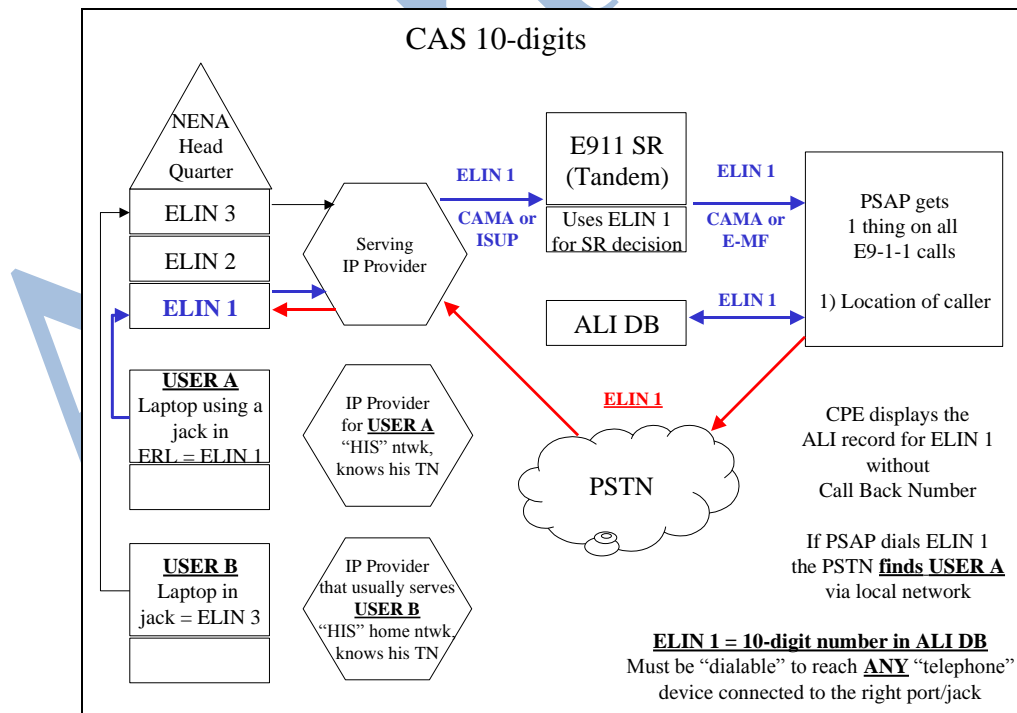 CAS 10-digits
NENA
Head
Quarter
ELIN 3
ELIN 2
ELIN 1
Serving
IP Provider
ELIN 1
CAMA or
ISUP
E911 SR
(Tandem)
Uses ELIN 1
for SR decision
ELIN 1
CAMA or
E-MF
PSAP gets
1 thing on all
E9-1-1 calls
1) Location of caller
ALI DB
ELIN 1
USER A
Laptop using a
jack in
ERL = ELIN 1
IP Provider
for USER A
“HIS” ntwk,
knows his TN
ELIN 1
PSTN
CPE displays the
ALI record for ELIN 1
without
Call Back Number
If PSAP dials ELIN 1
the PSTN finds USER A
via local network
USER B
Laptop in
jack = ELIN 3
IP Provider
that usually serves
USER B
“HIS” home ntwk,
knows his TN
ELIN 1 = 10-digit number in ALI DB
Must be “dialable” to reach ANY “telephone”
device connected to the right port/jack